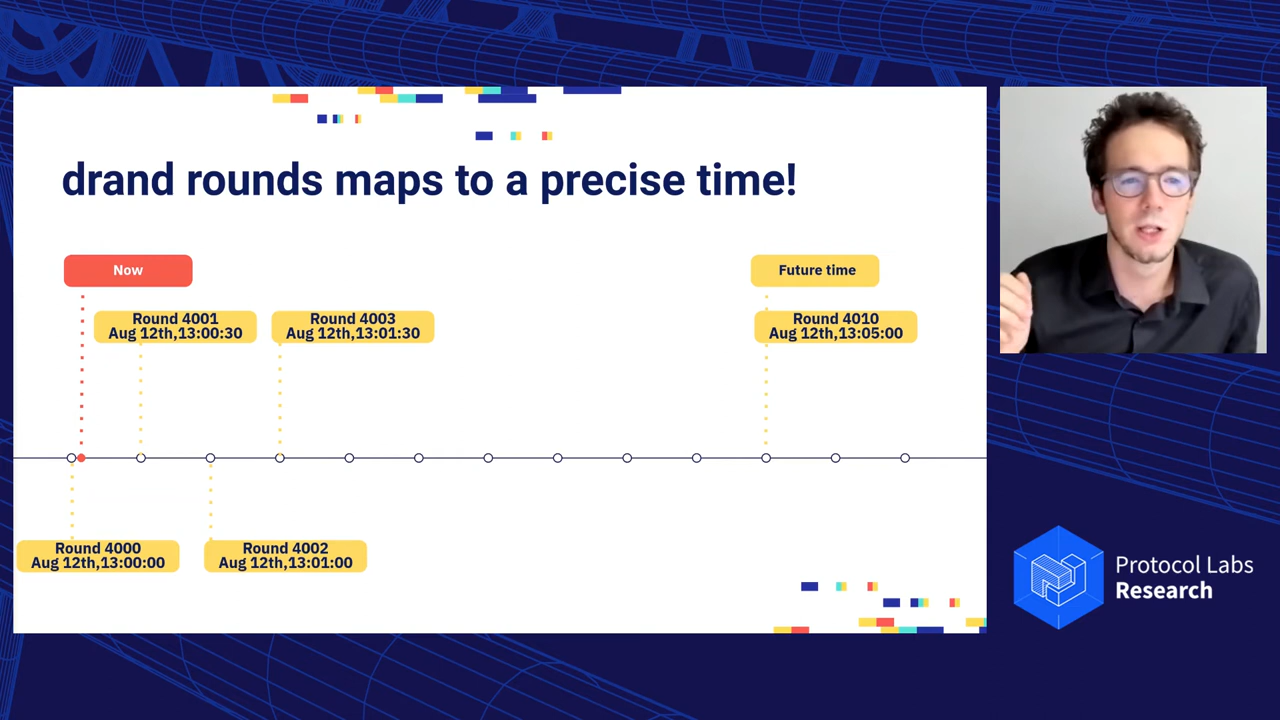 drand rounds maps to a precise time!
Now
Future time
Round 4001
Aug 12th,13:00:30
Round 4003
Aug 12th,13:01:30
Round 4010
Aug 12th,13:05:00
Round 4000
Aug 12th,13:00:00
Round 4002
Aug 12th,13:01:00
Protocol Labs
Research